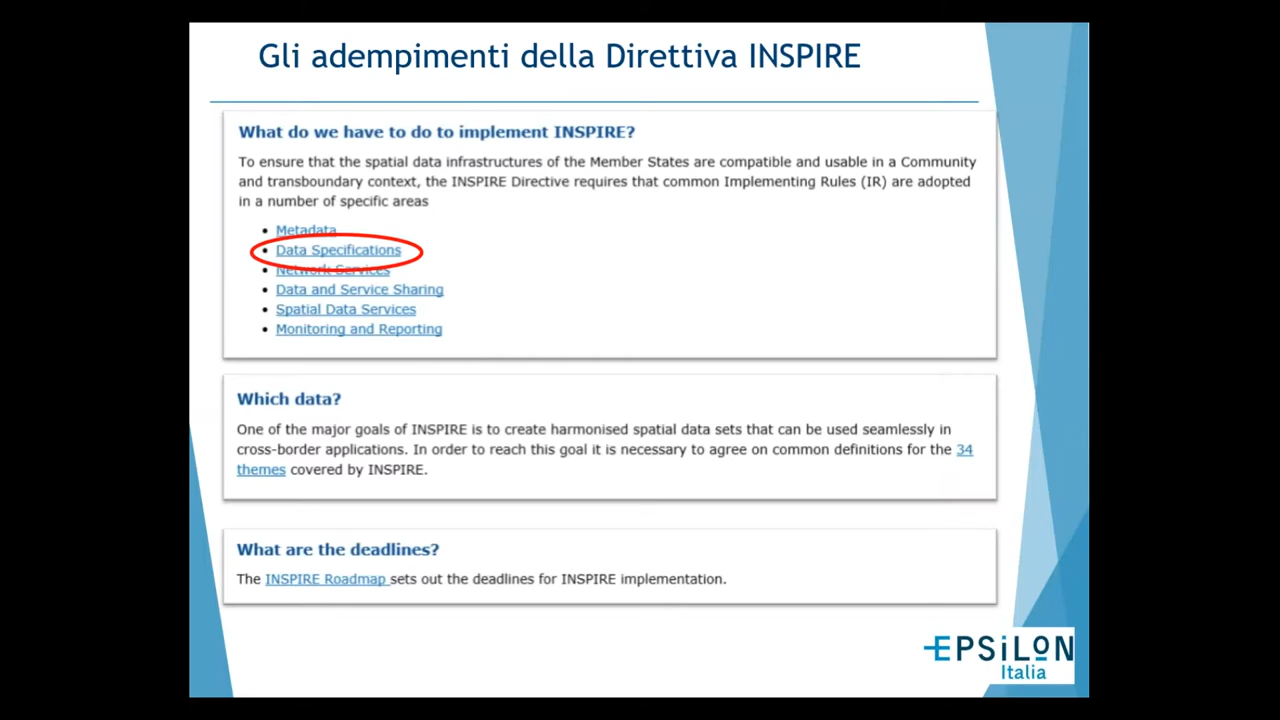 Gli adempimenti della Direttiva INSPIRE
What do we have to do to implement INSPIRE?
To ensure that the spatial data infrastructures of the Member States are compatible and usable in a Community
and transboundary context, the INSPIRE Directive requires that common Implementing Rules (IR) are adopted
in a number of specific areas
• Metadata
• Data Specifications
• Network Services
• Data and Service Sharing
• Spatial Data Services
• Monitoring and Reporting
Which data?
One of the major goals of INSPIRE is to create harmonised spatial data sets that can be used seamlessly in
cross-border applications. In order to reach this goal it is necessary to agree on common definitions for the 34
themes covered by INSPIRE.
What are the deadlines?
The INSPIRE Roadmap sets out the deadlines for INSPIRE implementation.
EPSiLON
Italia